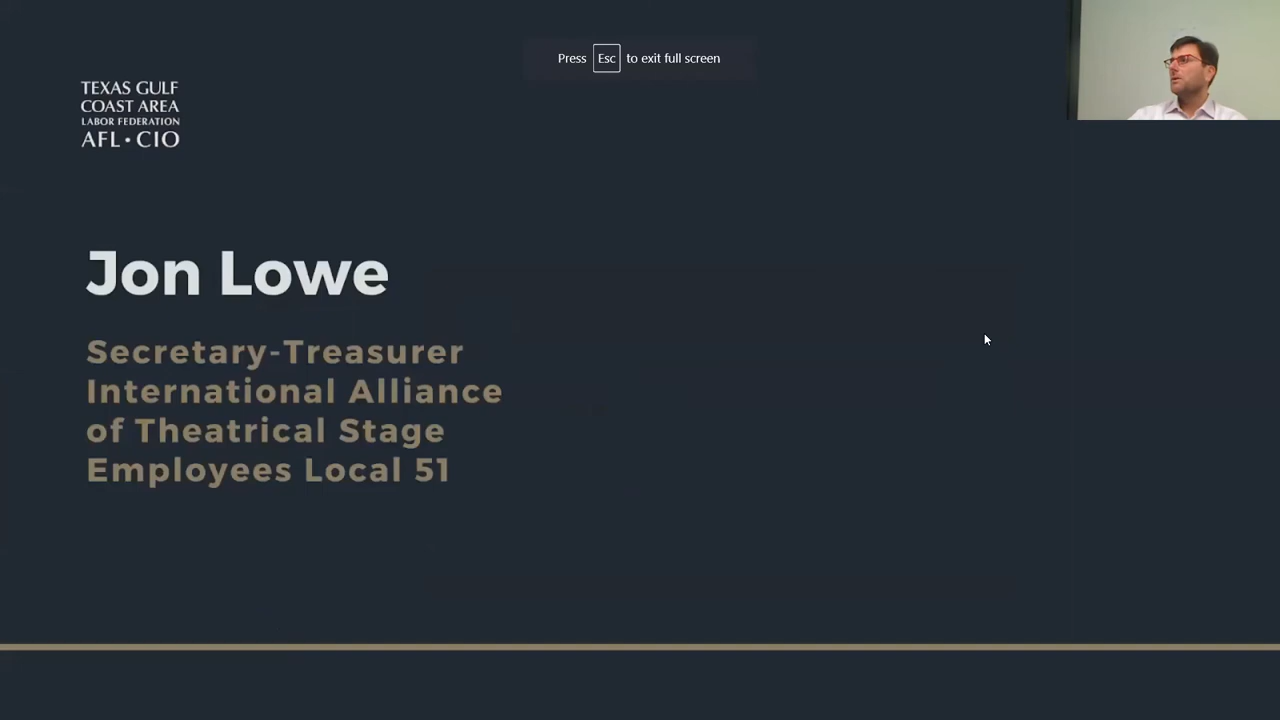 Press Esc to exit full screen
TEXAS GULF
COAST AREA
LABOR FEDERATION
AFL • CIO
Jon Lowe
Secretary-Treasurer
International Alliance
of Theatrical Stage
Employees Local 51